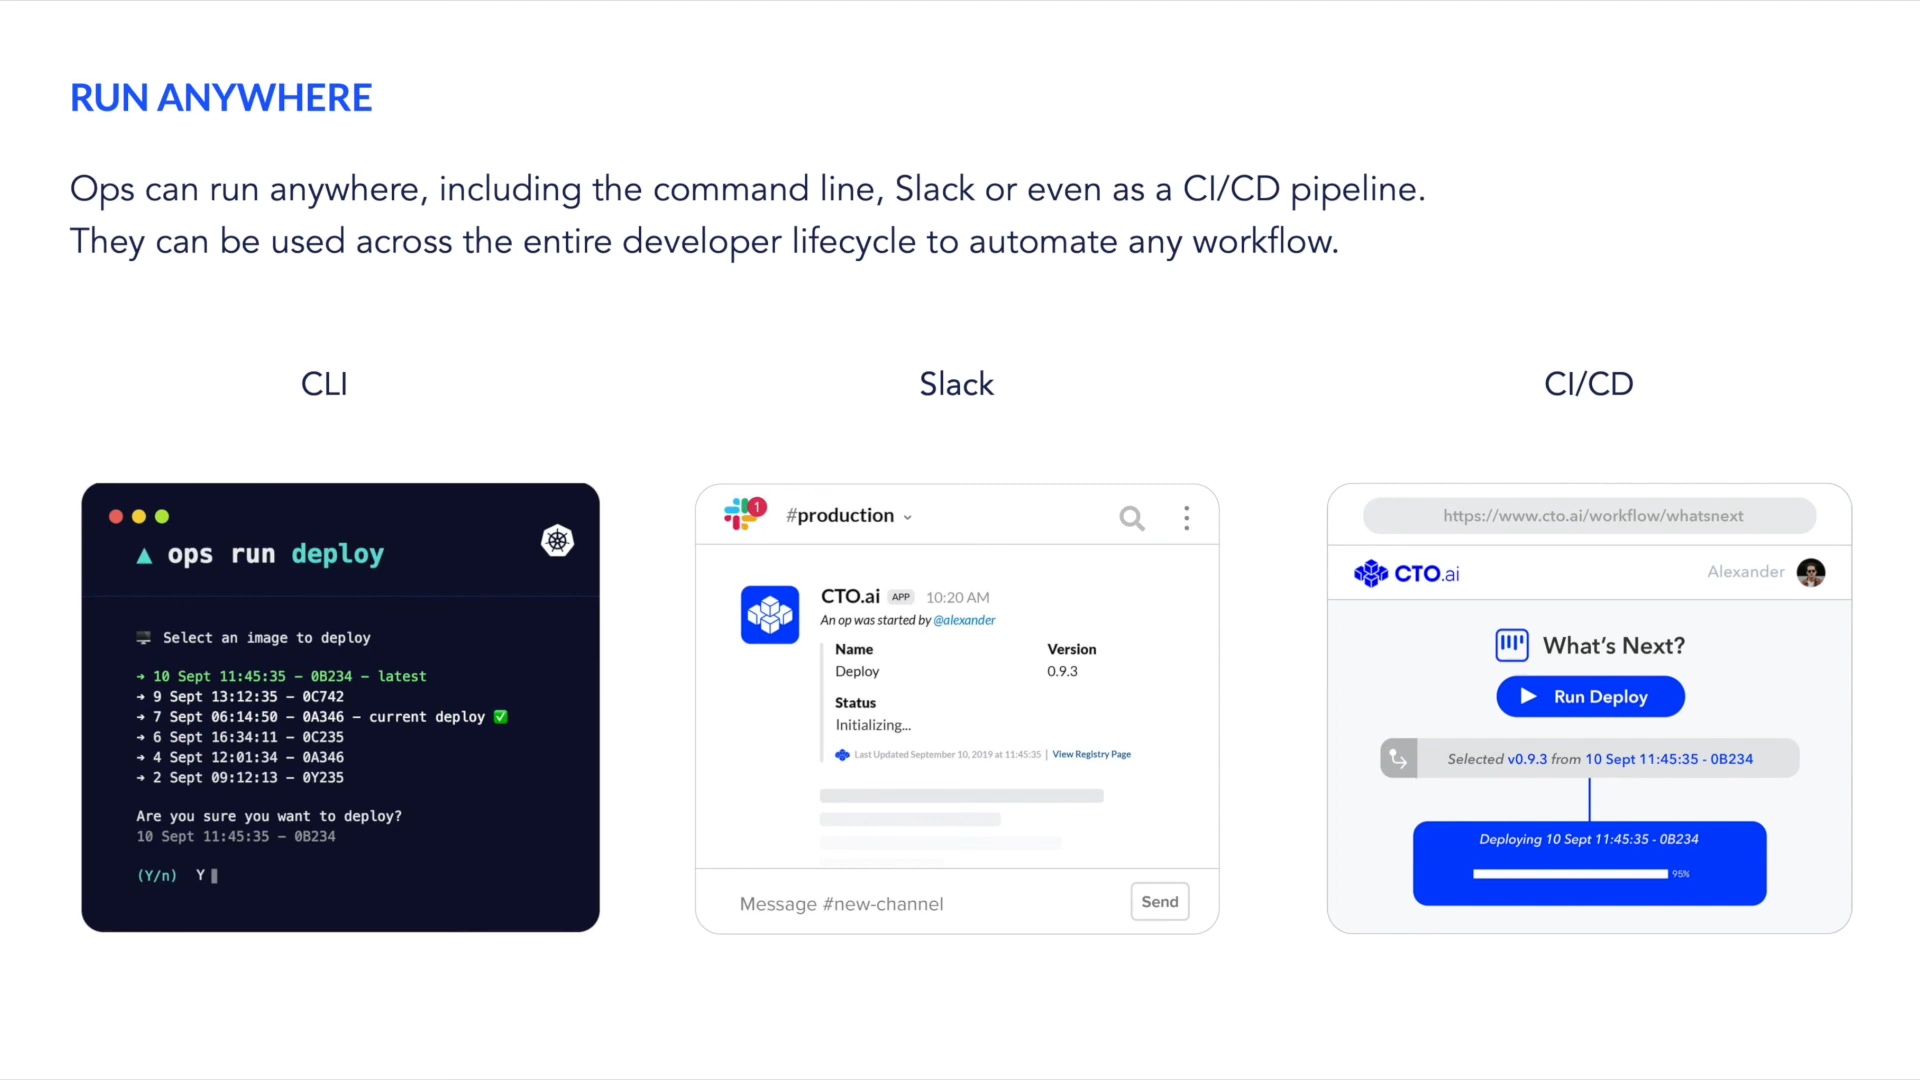 RUN ANYWHERE
Ops can run anywhere, including the command line, Slack or even as a CI/CD pipeline.
They can be used across the entire developer lifecycle to automate any workflow.
CLI
Slack
CI/CD
▲ ops run deploy
Select an image to deploy
➔ 10 Sept 11:45:35 – 0B234 – latest
➔ 9 Sept 13:12:35 – 0C742
➔ 7 Sept 06:14:50 – 0A346 – current deploy ✅
➔ 6 Sept 16:34:11 – 0C235
➔ 4 Sept 12:01:34 – 0A346
➔ 2 Sept 09:12:13 – 0Y235
Are you sure you want to deploy?
10 Sept 11:45:35 – 0B234
(Y/n) Y
1
#production
CTO.ai APP 10:20 AM
An op was started by @alexander
Name Version
Deploy 0.9.3
Status
Initializing...
Last Updated September 10, 2019 at 11:45:35 | View Registry Page
Message #new-channel
Send
https://www.cto.ai/workflow/whatsnext
CTO.ai
Alexander
What's Next?
Run Deploy
Selected v0.9.3 from 10 Sept 11:45:35 - 0B234
Deploying 10 Sept 11:45:35 - 0B234
95%